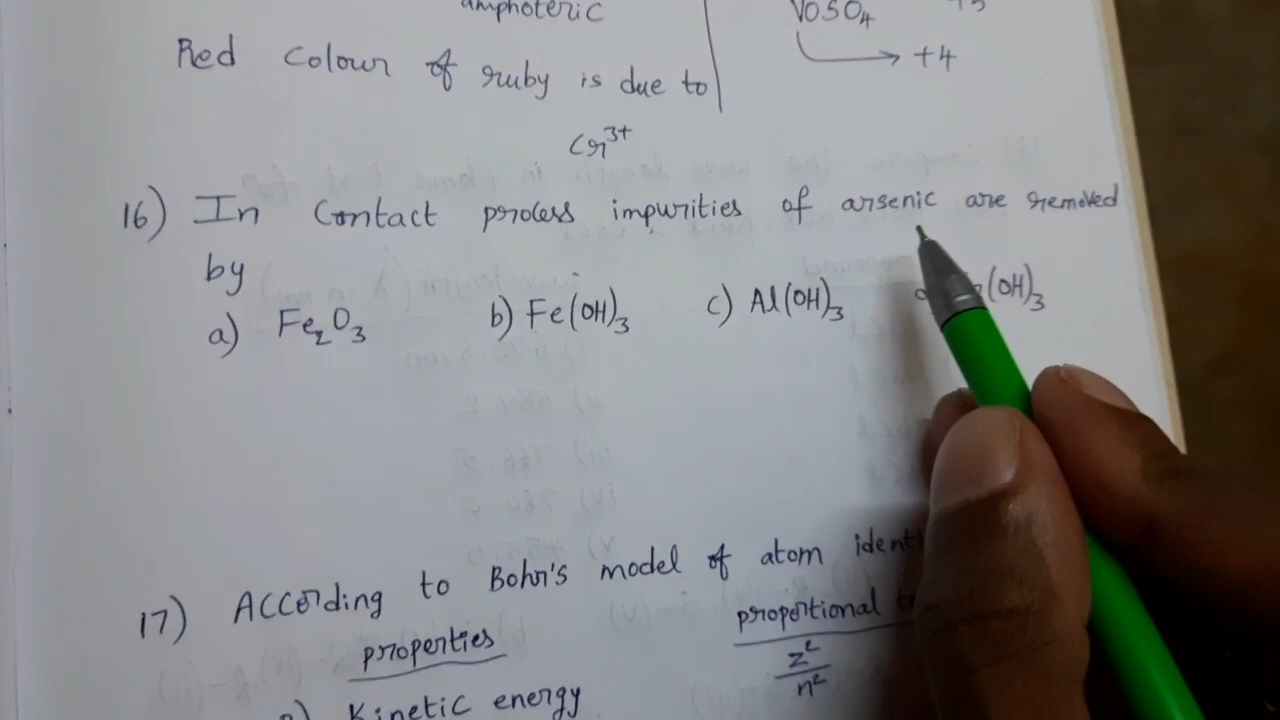 amphoteric
VOSO4
Red colour of ruby is due to
+4
Cr³⁺
16) In Contact process impurities of arsenic are removed
by
a) Fe₂O₃ b) Fe(OH)₃ c) Al(OH)₃ (OH)₃
17) According to Bohr's model of atom
properties
proportional
z²
n²
Kinetic energy